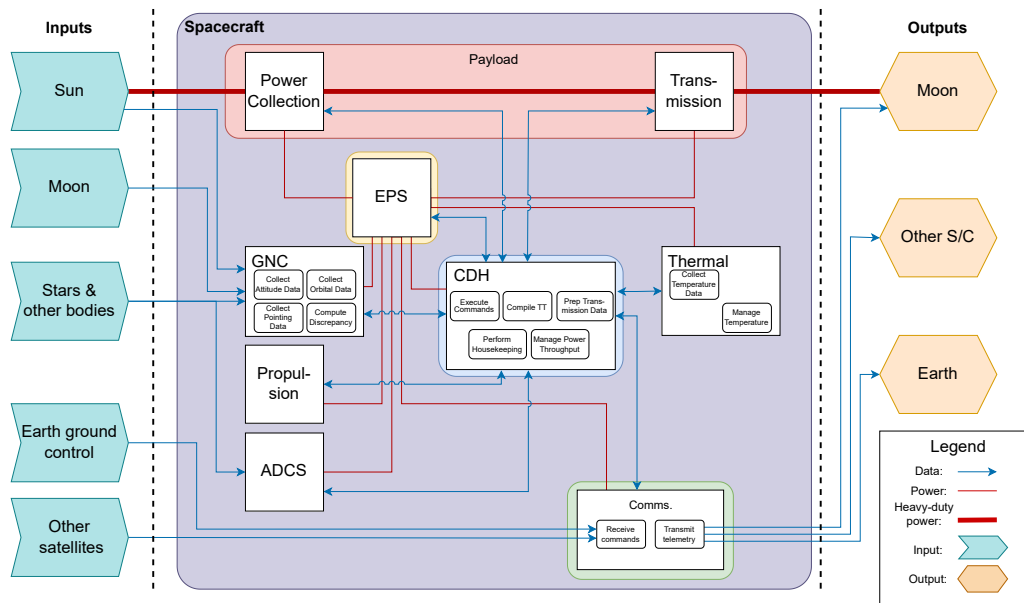 Inputs
Spacecraft
Outputs
Payload
Sun
Power
Collection
Trans-
mission
Moon
Moon
EPS
Other S/C
GNC
Collect
Attitude Data
Collect
Orbital Data
Collect
Pointing
Data
Compute
Discrepancy
CDH
Execute
Commands
Compile TT
Prep Trans-
mission Data
Perform
Housekeeping
Manage Power
Throughput
Thermal
Collect
Temperature
Data
Manage
Temperature
Stars &
other bodies
Propul-
sion
Earth
Earth ground
control
ADCS
Other
satellites
Comms.
Receive
commands
Transmit
telemetry
Legend
Data:
Power:
Heavy-duty
power:
Input:
Output: